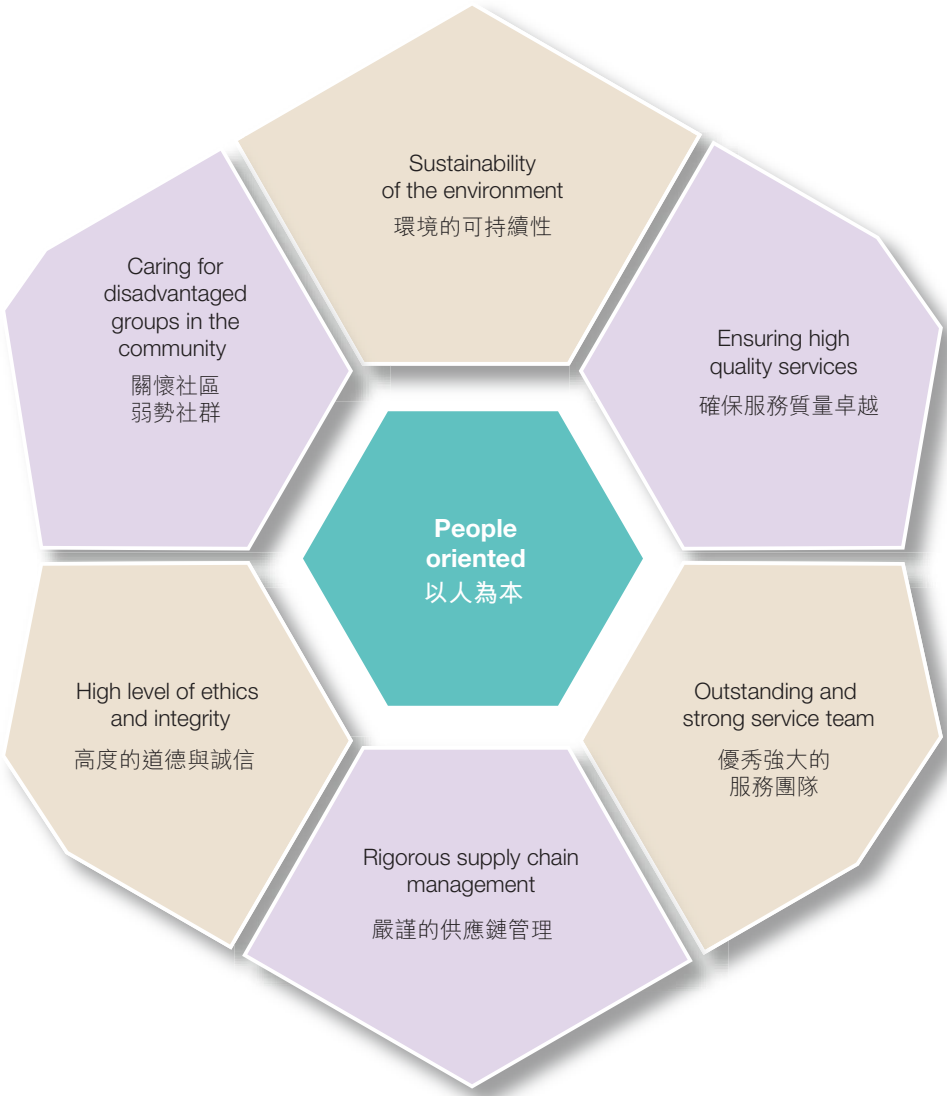 Sustainability
of the environment
環境的可持續性
Caring for
disadvantaged
groups in the
community
關懷社區
弱勢社群
Ensuring high
quality services
確保服務質量卓越
People
oriented
以人為本
High level of ethics
and integrity
高度的道德與誠信
Outstanding and
strong service team
優秀強大的
服務團隊
Rigorous supply chain
management
嚴謹的供應鏈管理